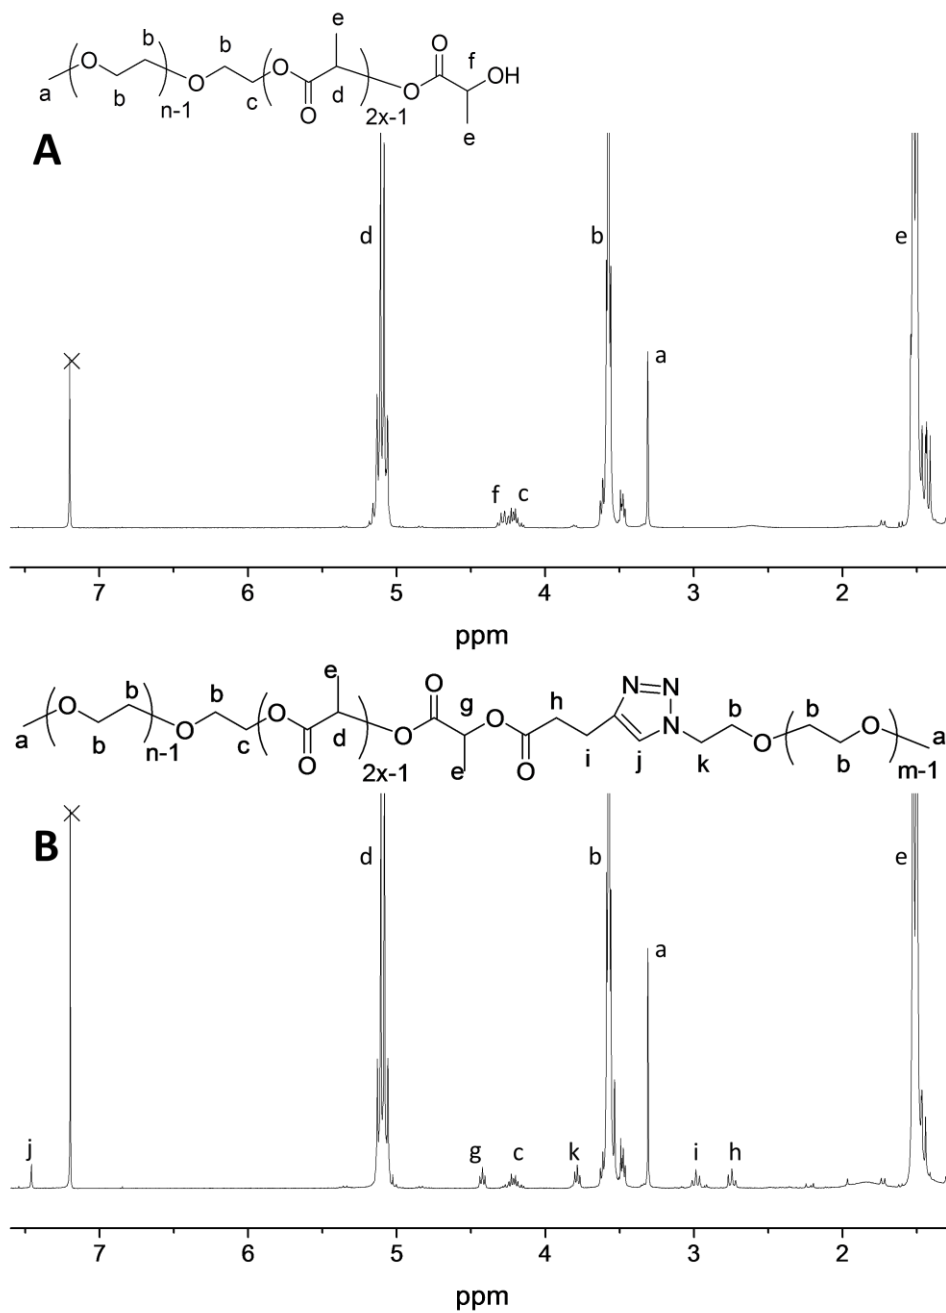 e
b b O f
O O O OH
a b n-1 O c O d 2x-1 O e
A
d b e
a
f c
7 6 5 4 3 2
ppm
e O g h N N N b b
b b O O O O
a O b n-1 O c O d 2x-1 O e O i j k O b m-1 a
B
d b e
a
j g c k i h
7 6 5 4 3 2
ppm